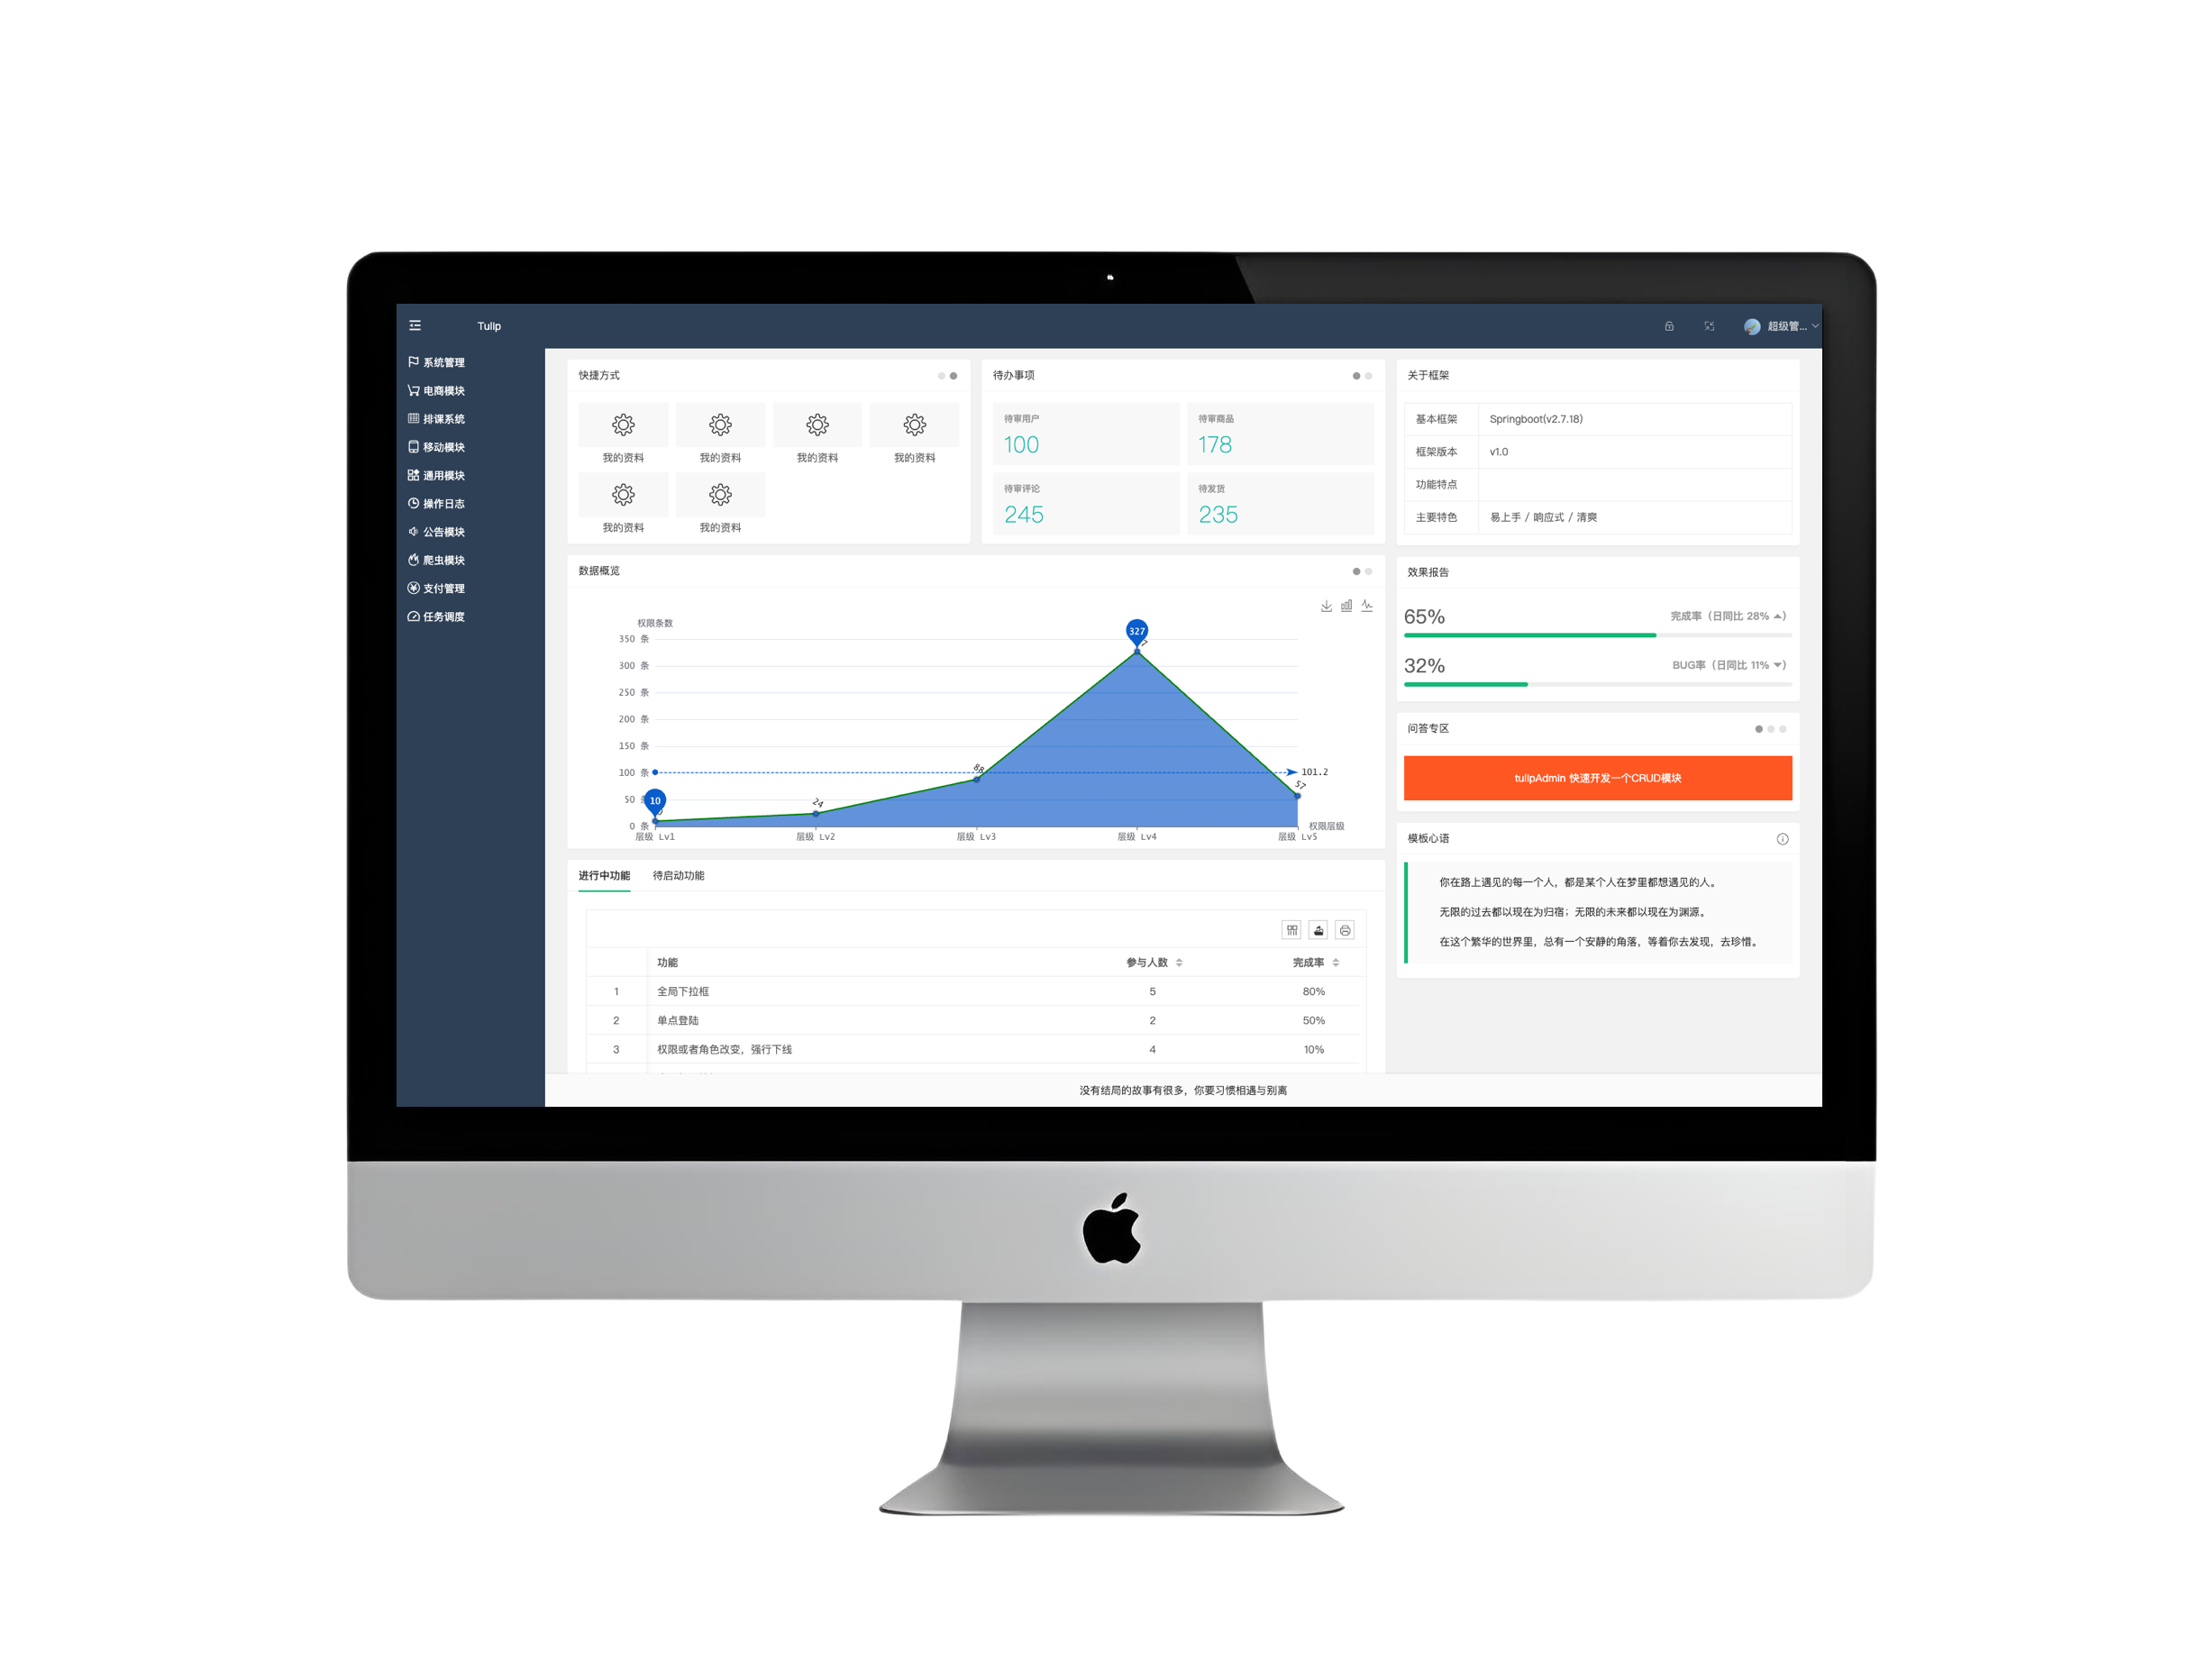 Tulip
超级管...
系统管理
电商模块
排课系统
移动模块
通用模块
操作日志
公告模块
爬虫模块
支付管理
任务调度
快捷方式
我的资料
我的资料
我的资料
我的资料
我的资料
我的资料
待办事项
待审用户
100
待审商品
178
待审评论
245
待发货
235
数据概览
权限条数
350 条
300 条
250 条
200 条
150 条
100 条
50
0 条
10
24
88
327
57
101.2
层级 Lv1
层级 Lv2
层级 Lv3
层级 Lv4
层级 Lv5
权限层级
进行中功能
待启动功能
功能 参与人数 完成率
1 全局下拉框 5 80%
2 单点登陆 2 50%
3 权限或者角色改变，强行下线 4 10%
关于框架
基本框架 Springboot(v2.7.18)
框架版本 v1.0
功能特点
主要特色 易上手 / 响应式 / 清爽
效果报告
65% 完成率（日同比 28% ）
32% BUG率（日同比 11% ）
问答专区
tulipAdmin 快速开发一个CRUD模块
模板心语
你在路上遇见的每一个人，都是某个人在梦里都想遇见的人。
无限的过去都以现在为归宿；无限的未来都以现在为渊源。
在这个繁华的世界里，总有一个安静的角落，等着你去发现，去珍惜。
没有结局的故事有很多，你要习惯相遇与别离